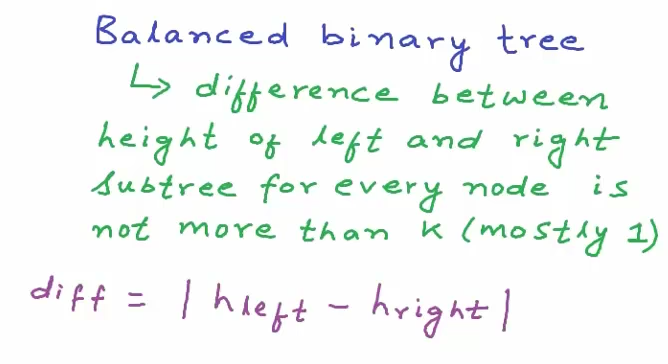 Balanced binary tree
↳ difference between
height of left and right
subtree for every node is
not more than k (mostly 1)
diff = | hleft - hright |